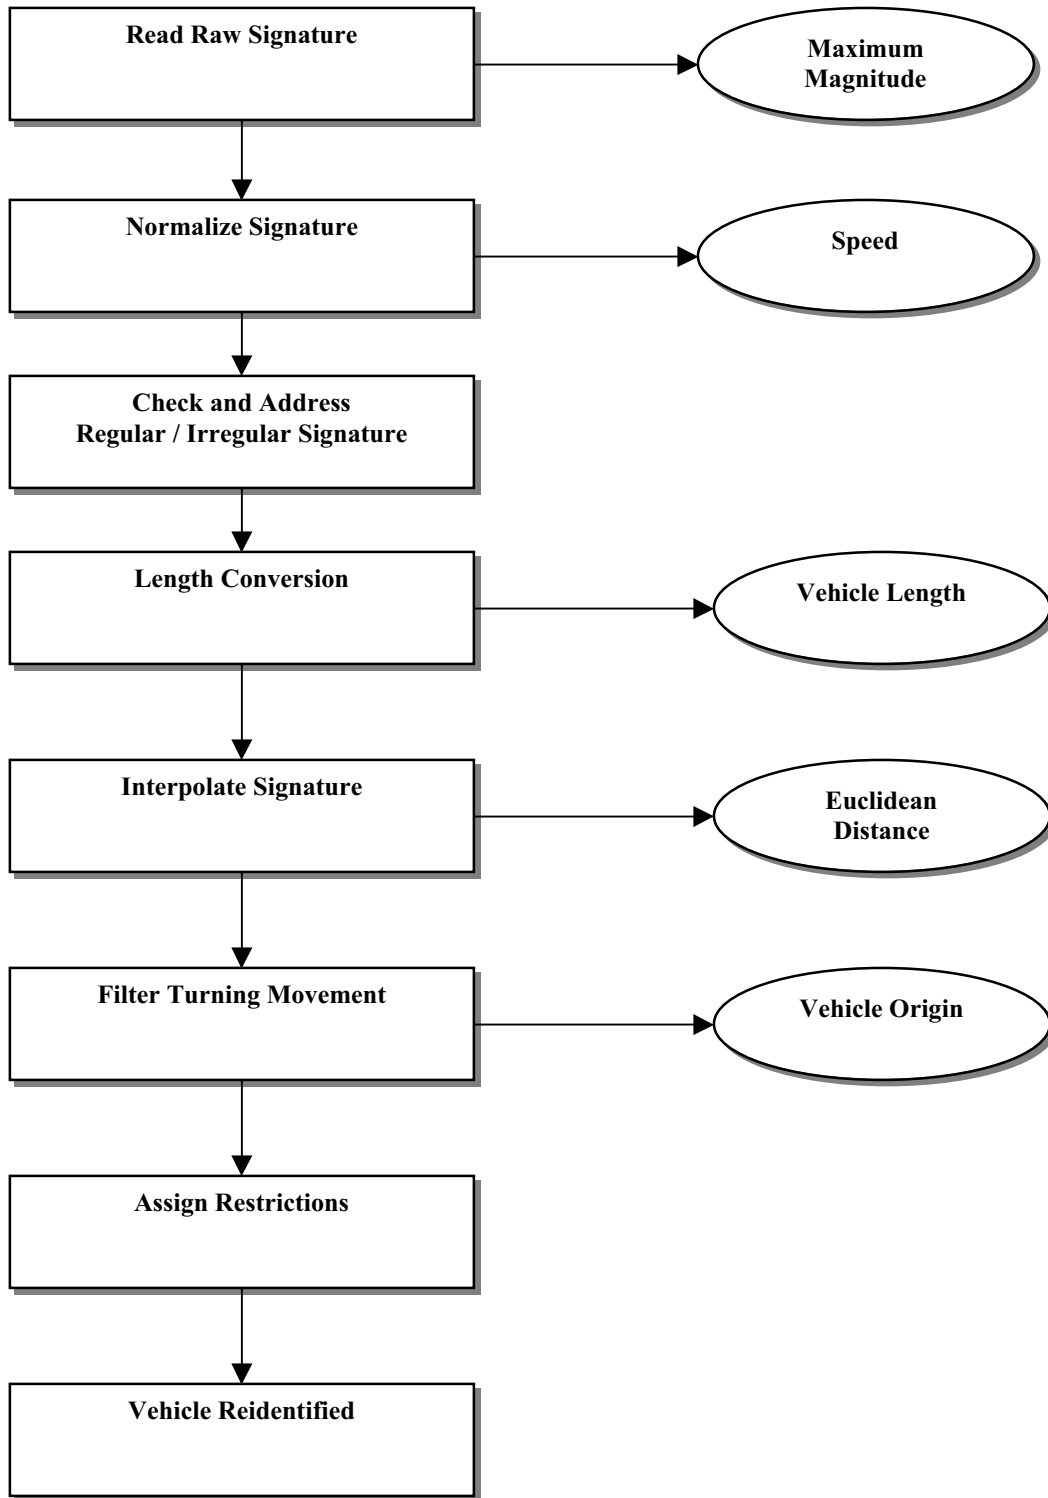 Read Raw Signature
Maximum
Magnitude
Normalize Signature
Speed
Check and Address
Regular / Irregular Signature
Length Conversion
Vehicle Length
Interpolate Signature
Euclidean
Distance
Filter Turning Movement
Vehicle Origin
Assign Restrictions
Vehicle Reidentified